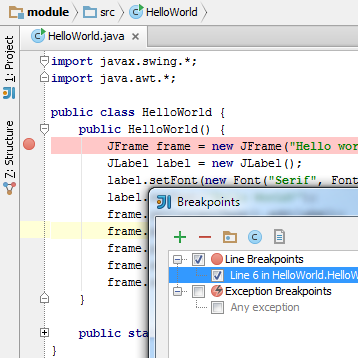 module src HelloWorld
HelloWorld.java
1: Project
Z: Structure
import javax.swing.*;
import java.awt.*;
public class HelloWorld {
public HelloWorld() {
JFrame frame = new JFrame("Hello wor
JLabel label = new JLabel();
label.setFont(new Font("Serif", Font
label.
frame.
frame.
frame.
frame.
frame.
}
public sta
}
Breakpoints
Line Breakpoints
Line 6 in HelloWorld.HelloW
Exception Breakpoints
Any exception